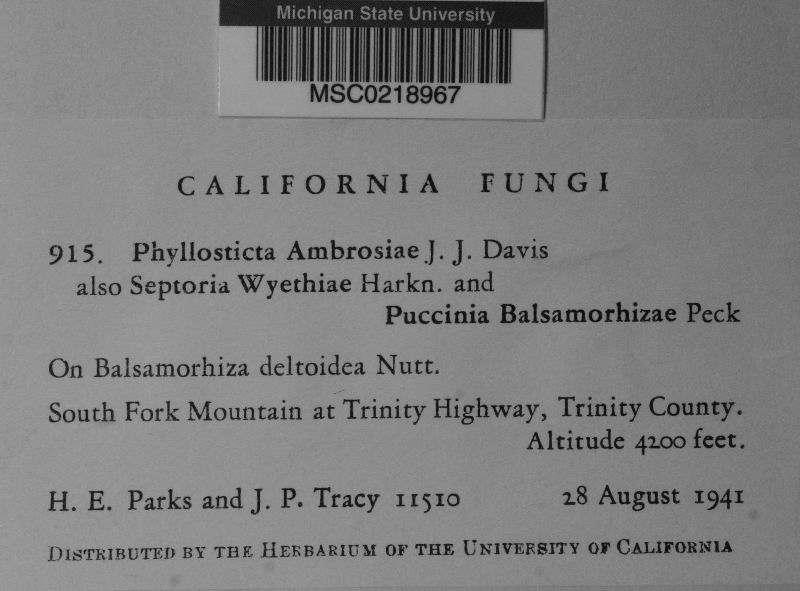 Michigan State University
MSC0218967
CALIFORNIA FUNGI
915. Phyllosticta Ambrosiae J. J. Davis
also Septoria Wyethiae Harkn. and
Puccinia Balsamorhizae Peck
On Balsamorhiza deltoidea Nutt.
South Fork Mountain at Trinity Highway, Trinity County.
Altitude 4200 feet.
H. E. Parks and J. P. Tracy 11510 28 August 1941
DISTRIBUTED BY THE HERBARIUM OF THE UNIVERSITY OF CALIFORNIA